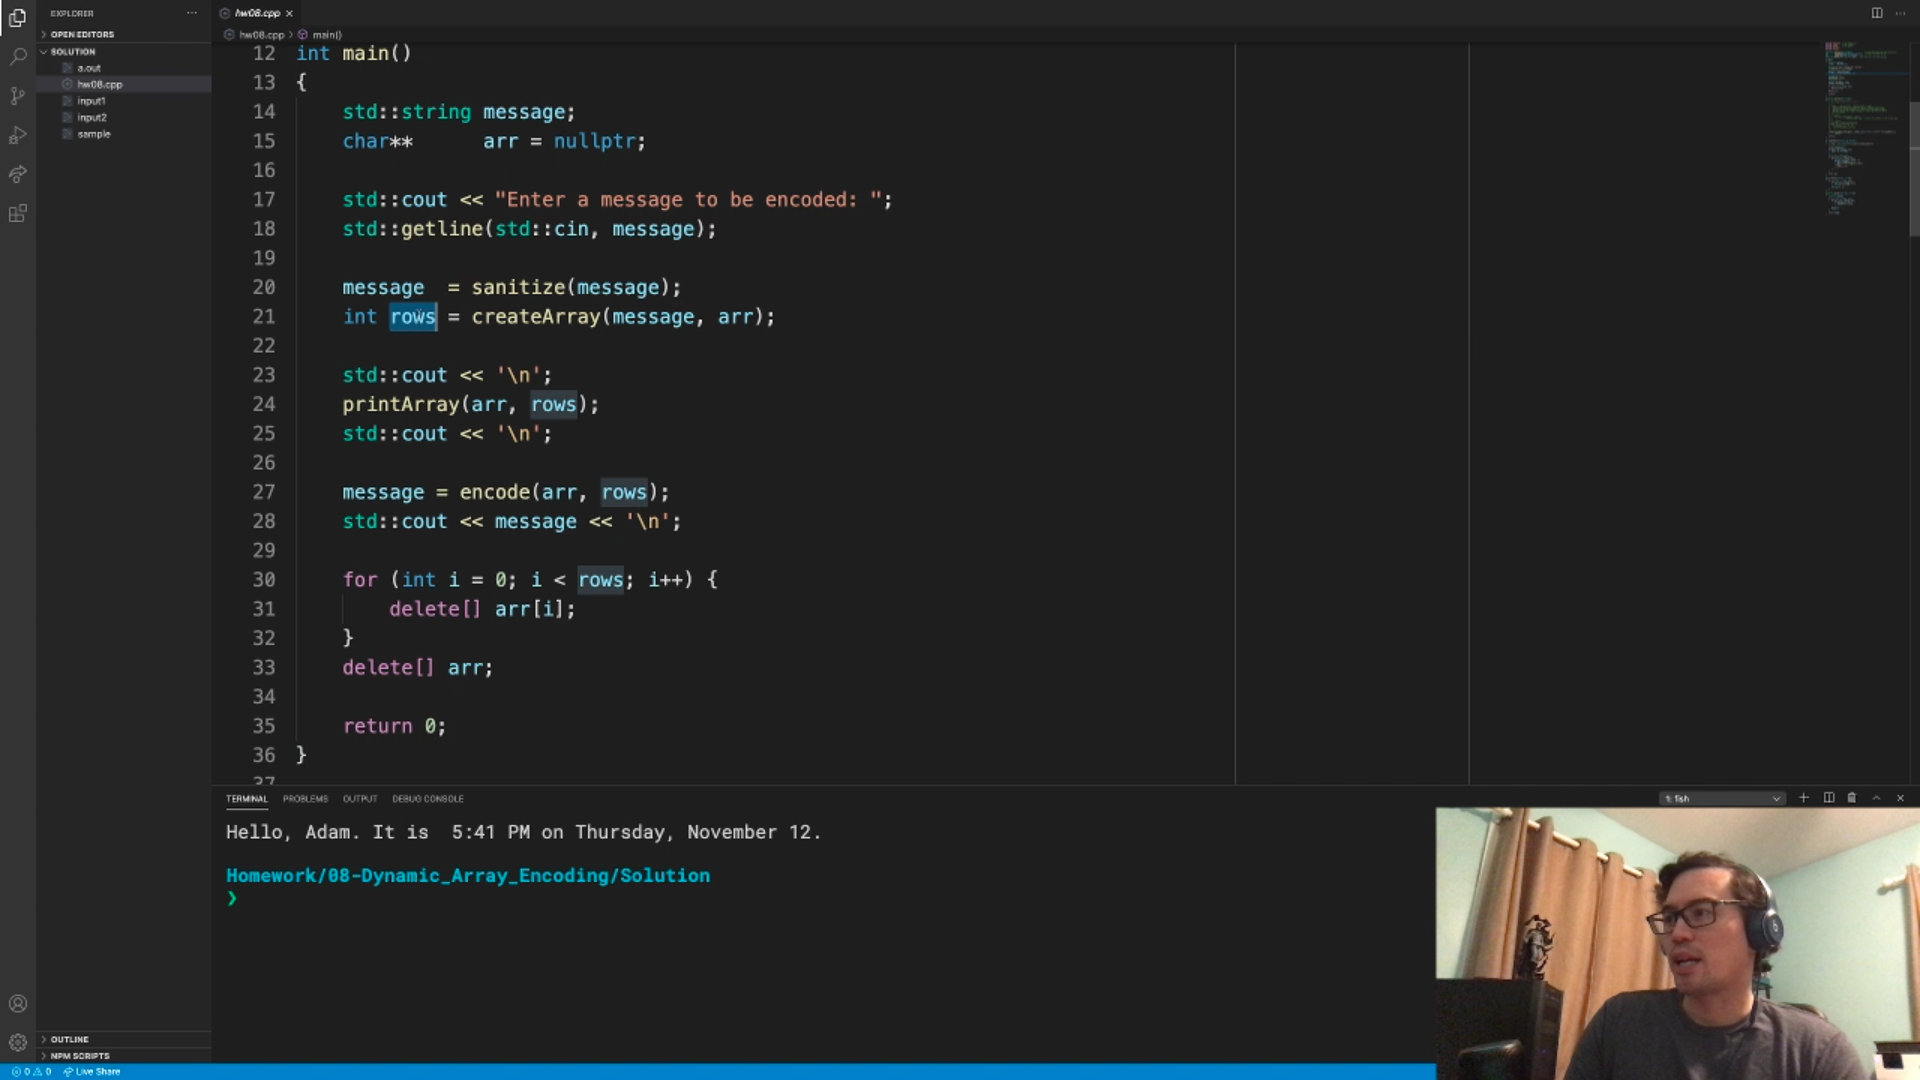 EXPLORER
OPEN EDITORS
SOLUTION
a.out
hw08.cpp
input1
input2
sample
OUTLINE
NPM SCRIPTS
hw08.cpp
hw08.cpp > main()
12 int main()
13 {
14 std::string message;
15 char** arr = nullptr;
16
17 std::cout << "Enter a message to be encoded: ";
18 std::getline(std::cin, message);
19
20 message = sanitize(message);
21 int rows = createArray(message, arr);
22
23 std::cout << '\n';
24 printArray(arr, rows);
25 std::cout << '\n';
26
27 message = encode(arr, rows);
28 std::cout << message << '\n';
29
30 for (int i = 0; i < rows; i++) {
31 delete[] arr[i];
32 }
33 delete[] arr;
34
35 return 0;
36 }
37
TERMINAL PROBLEMS OUTPUT DEBUG CONSOLE
1: fish
Hello, Adam. It is 5:41 PM on Thursday, November 12.
Homework/08-Dynamic_Array_Encoding/Solution
❯
0 0 Live Share